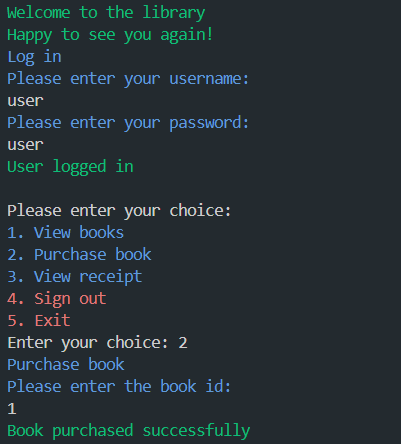 Welcome to the library
Happy to see you again!
Log in
Please enter your username:
user
Please enter your password:
user
User logged in
Please enter your choice:
1. View books
2. Purchase book
3. View receipt
4. Sign out
5. Exit
Enter your choice: 2
Purchase book
Please enter the book id:
1
Book purchased successfully